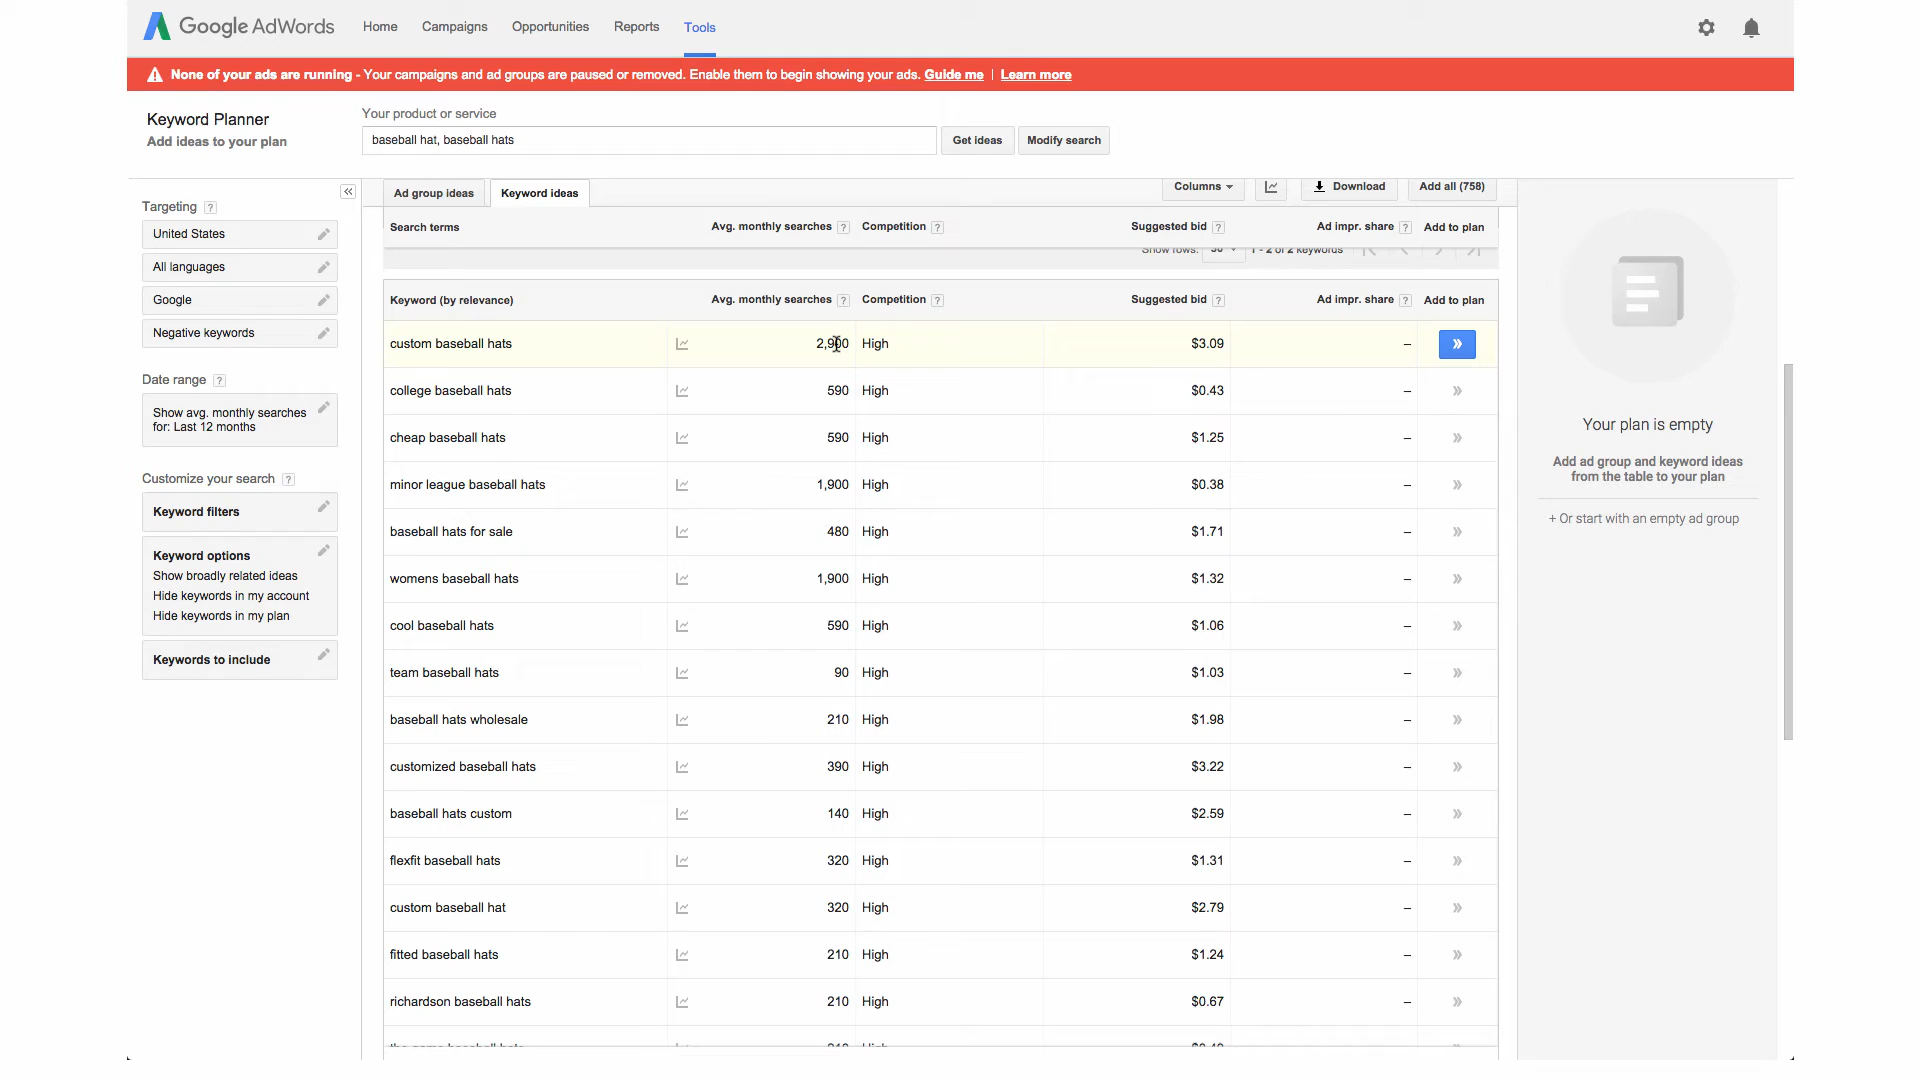 Google AdWords Home Campaigns Opportunities Reports Tools
None of your ads are running - Your campaigns and ad groups are paused or removed. Enable them to begin showing your ads. Guide me | Learn more
Keyword Planner
Add ideas to your plan
Your product or service
baseball hat, baseball hats Get ideas Modify search
Targeting ?
United States
All languages
Google
Negative keywords
Date range ?
Show avg. monthly searches
for: Last 12 months
Customize your search ?
Keyword filters
Keyword options
Show broadly related ideas
Hide keywords in my account
Hide keywords in my plan
Keywords to include
Ad group ideas Keyword ideas Columns Download Add all (758)
Search terms Avg. monthly searches ? Competition ? Suggested bid ? Ad impr. share ? Add to plan
Show rows: 30 1 - 2 of 2 keywords
Keyword (by relevance) Avg. monthly searches ? Competition ? Suggested bid ? Ad impr. share ? Add to plan
custom baseball hats 2,900 High $3.09 – »
college baseball hats 590 High $0.43 – »
cheap baseball hats 590 High $1.25 – »
minor league baseball hats 1,900 High $0.38 – »
baseball hats for sale 480 High $1.71 – »
womens baseball hats 1,900 High $1.32 – »
cool baseball hats 590 High $1.06 – »
team baseball hats 90 High $1.03 – »
baseball hats wholesale 210 High $1.98 – »
customized baseball hats 390 High $3.22 – »
baseball hats custom 140 High $2.59 – »
flexfit baseball hats 320 High $1.31 – »
custom baseball hat 320 High $2.79 – »
fitted baseball hats 210 High $1.24 – »
richardson baseball hats 210 High $0.67 – »
Your plan is empty
Add ad group and keyword ideas
from the table to your plan
+ Or start with an empty ad group